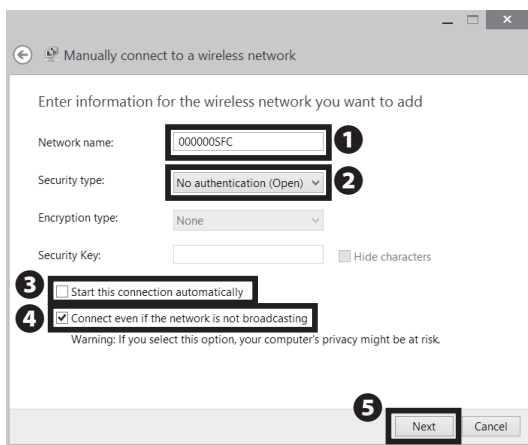 Manually connect to a wireless network
Enter information for the wireless network you want to add
Network name: 000000SFC 1
Security type: No authentication (Open) 2
Encryption type: None
Security Key: Hide characters
3 Start this connection automatically
4 Connect even if the network is not broadcasting
Warning: If you select this option, your computer's privacy might be at risk.
5
Next Cancel